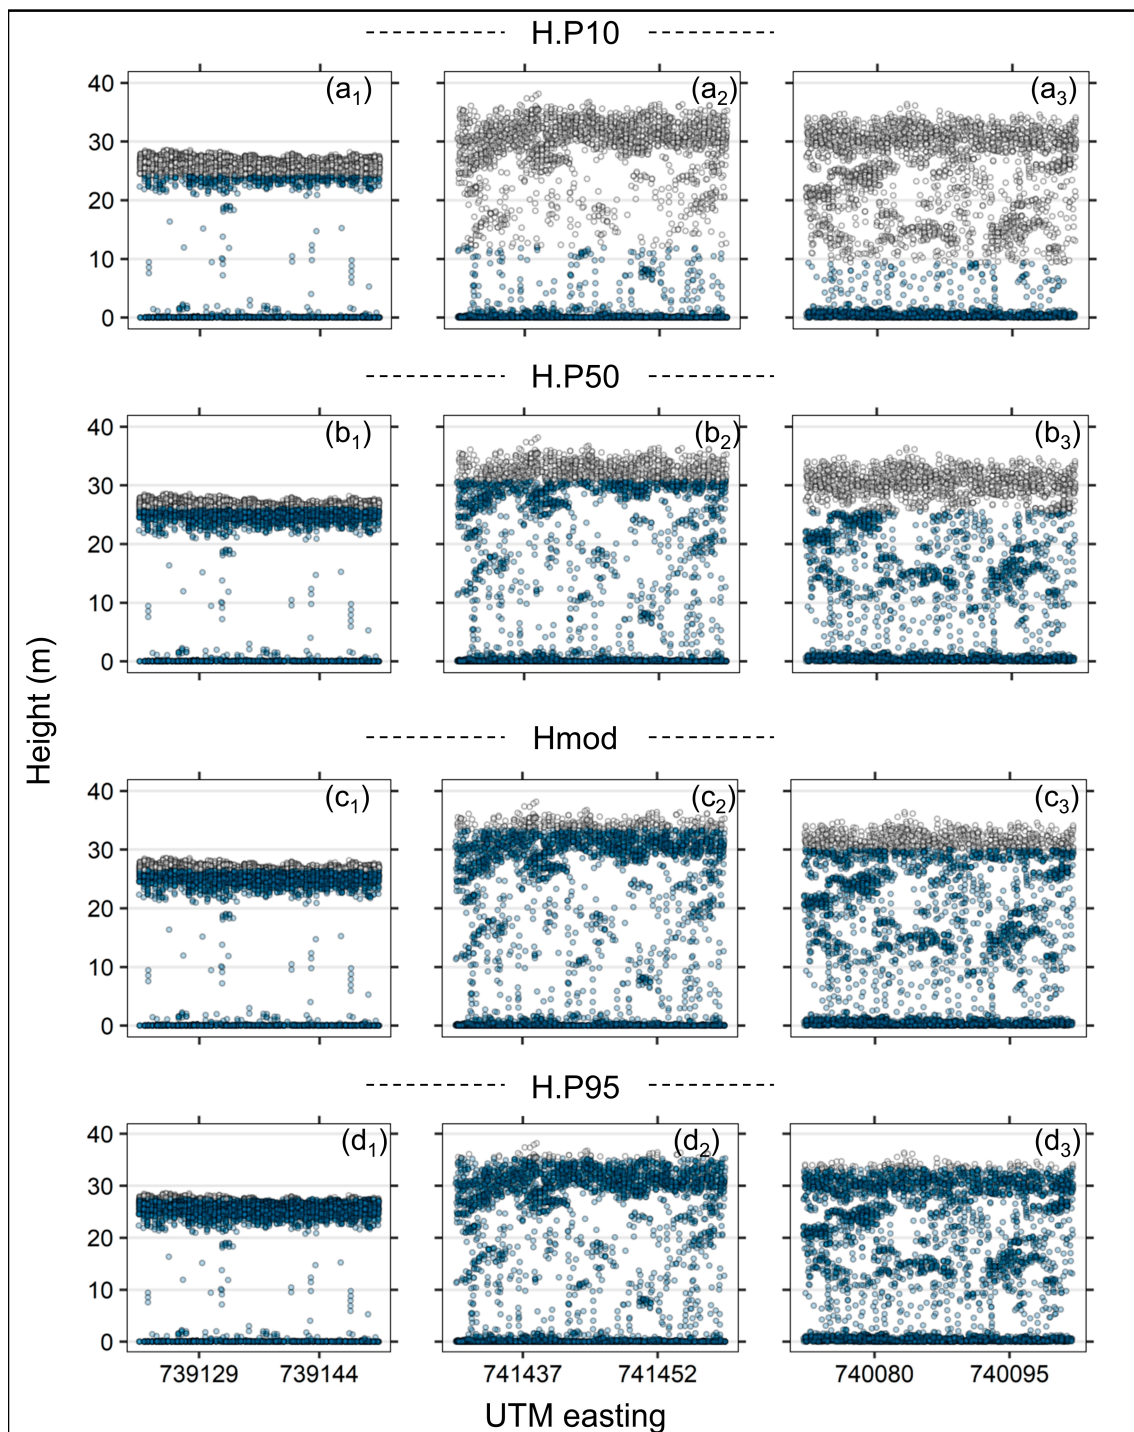 H.P10
(a1) (a2) (a3)
40
30
20
10
0
H.P50
(b1) (b2) (b3)
40
30
20
10
0
Height (m)
Hmod
(c1) (c2) (c3)
40
30
20
10
0
H.P95
(d1) (d2) (d3)
40
30
20
10
0
739129 739144 741437 741452 740080 740095
UTM easting